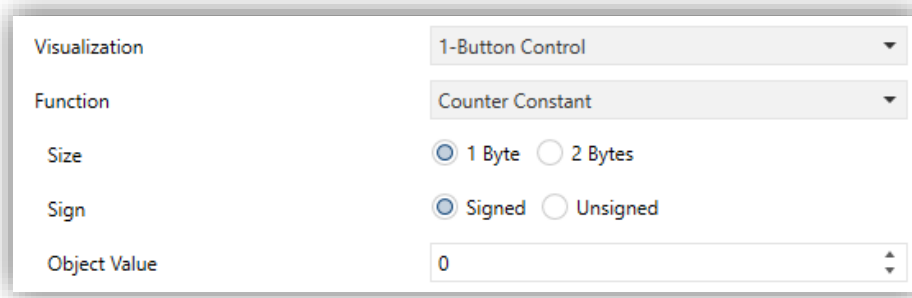 Visualization 1-Button Control
Function Counter Constant
Size 1 Byte 2 Bytes
Sign Signed Unsigned
Object Value 0